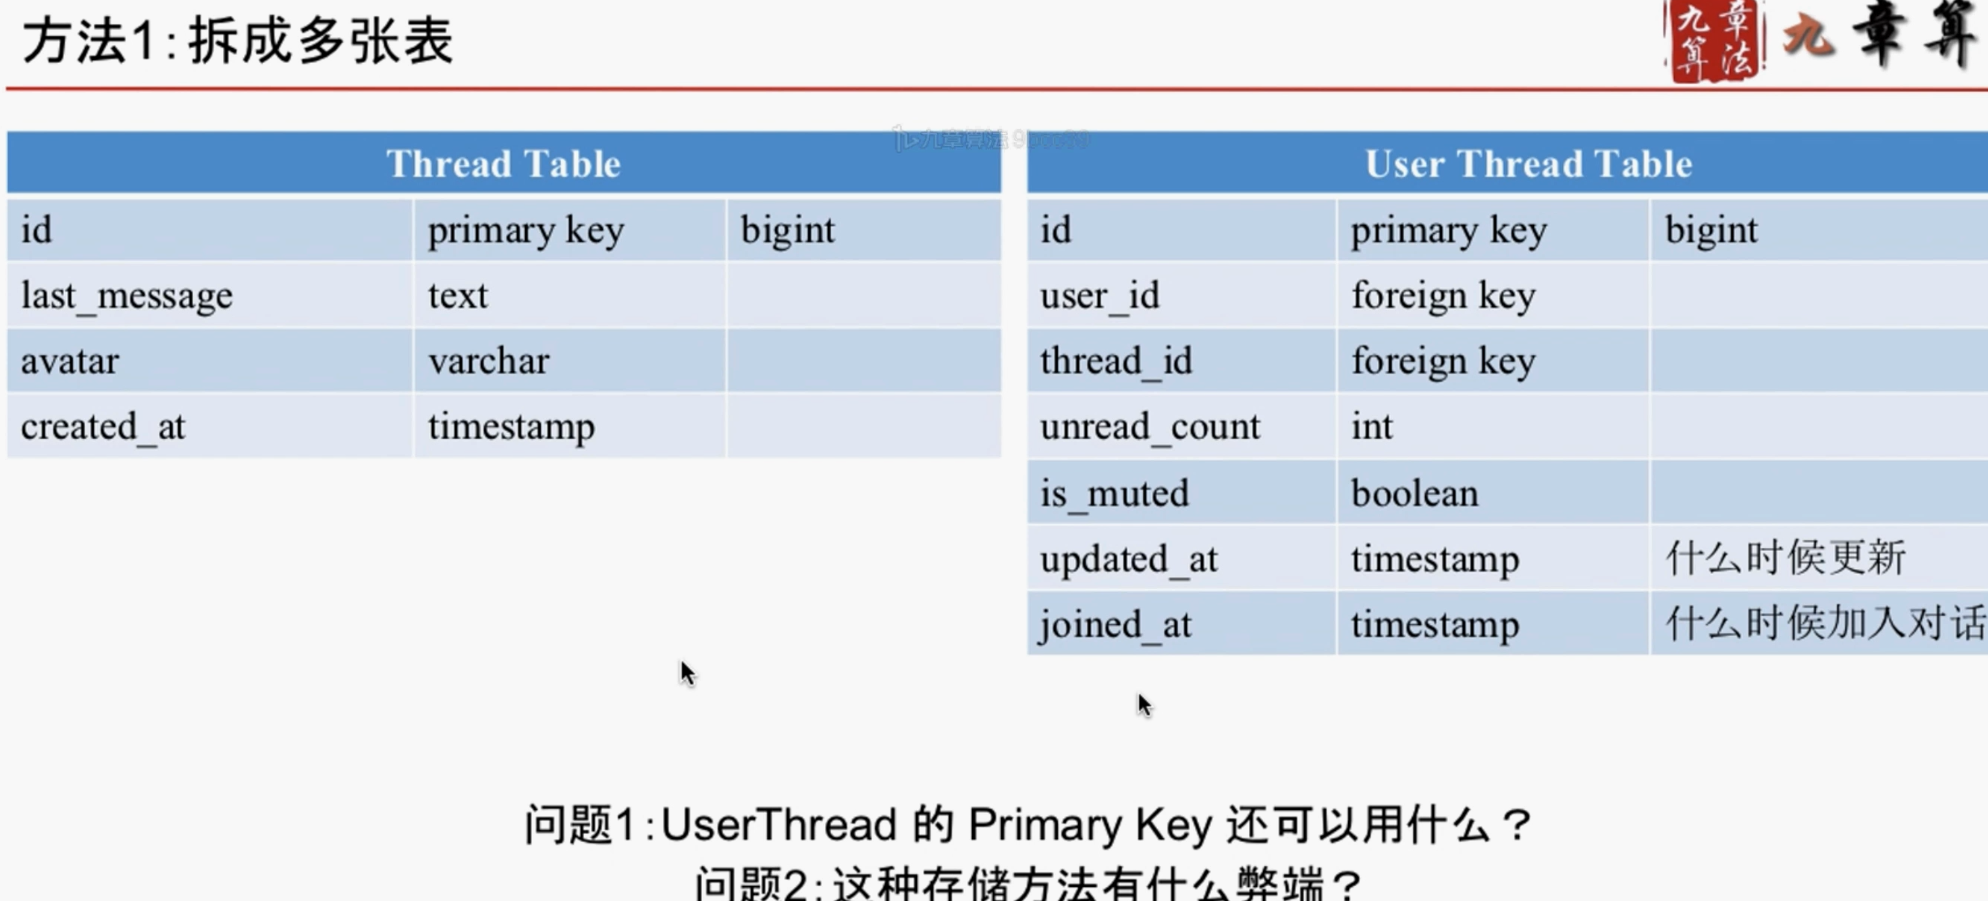 方法1:拆成多张表
九章算法
九章算
Thread Table
id primary key bigint
last_message text
avatar varchar
created_at timestamp
User Thread Table
id primary key bigint
user_id foreign key
thread_id foreign key
unread_count int
is_muted boolean
updated_at timestamp 什么时候更新
joined_at timestamp 什么时候加入对话
问题1:UserThread 的 Primary Key 还可以用什么？
问题2:这种存储方法有什么弊端？